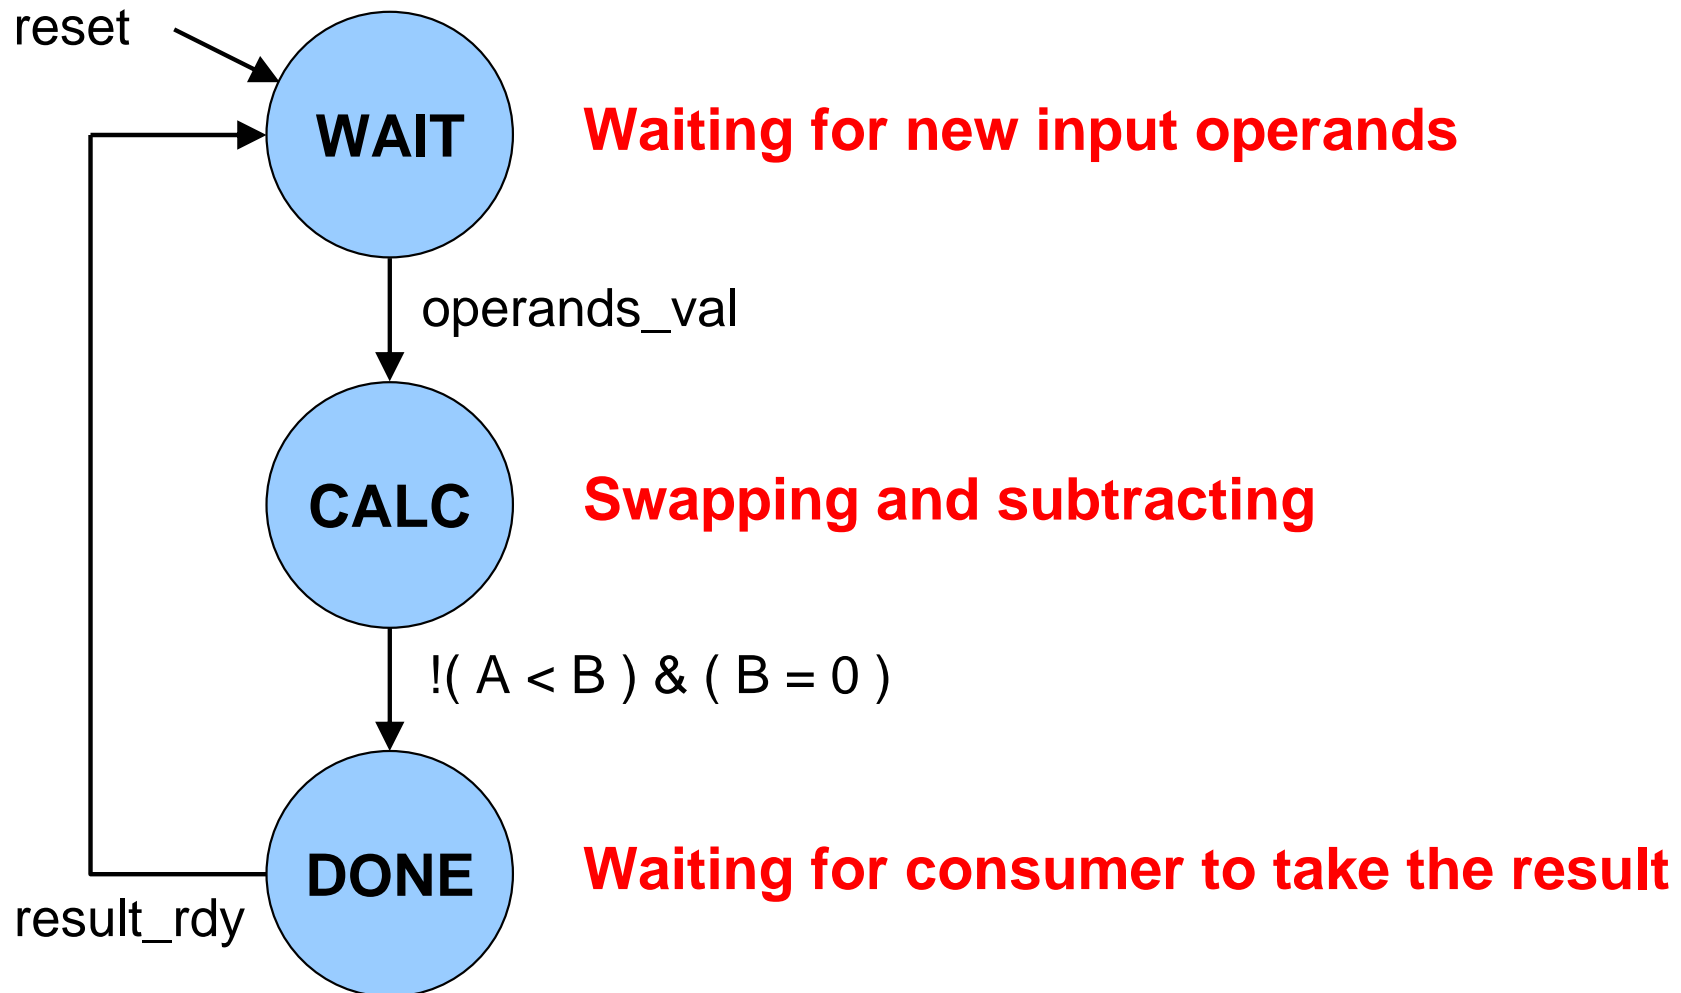 reset
WAIT
Waiting for new input operands
operands_val
CALC
Swapping and subtracting
!( A < B ) & ( B = 0 )
DONE
Waiting for consumer to take the result
result_rdy